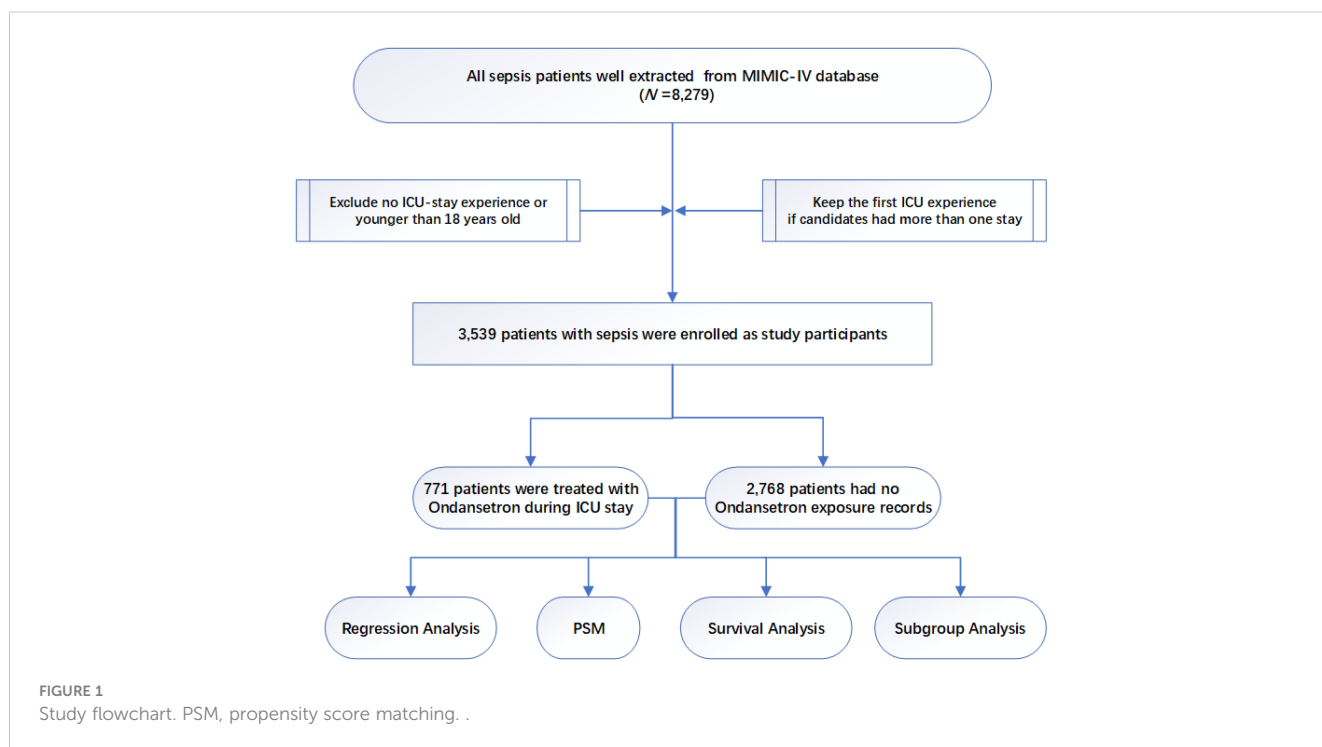 All sepsis patients well extracted from MIMIC-IV database
(N =8,279)
Exclude no ICU-stay experience or
younger than 18 years old
Keep the first ICU experience
if candidates had more than one stay
3,539 patients with sepsis were enrolled as study participants
771 patients were treated with
Ondansetron during ICU stay
2,768 patients had no
Ondansetron exposure records
Regression Analysis
PSM
Survival Analysis
Subgroup Analysis
FIGURE 1
Study flowchart. PSM, propensity score matching. .